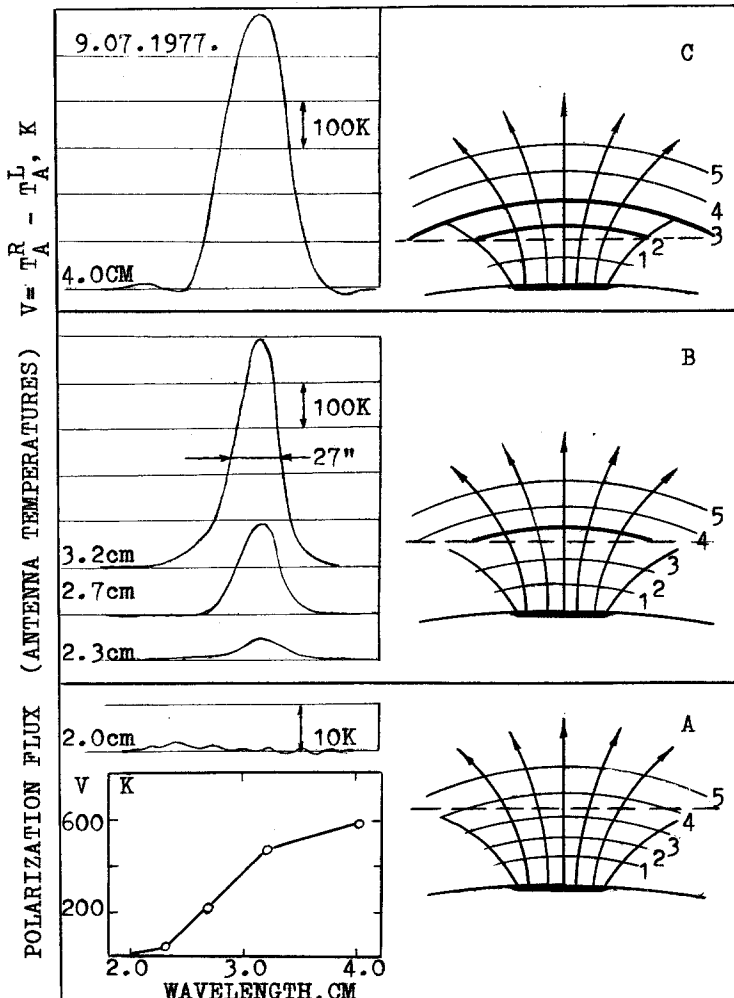 POLARIZATION FLUX (ANTENNA TEMPERATURES) V= T_A^R - T_A^L, K
9.07.1977.
100K
4.0CM
C
5
4
3
2
1
B
100K
27"
3.2cm
2.7cm
2.3cm
5
4
3
2
1
A
2.0cm
10K
5
4
3
2
1
V K
600
200
2.0 3.0 4.0
WAVELENGTH,CM